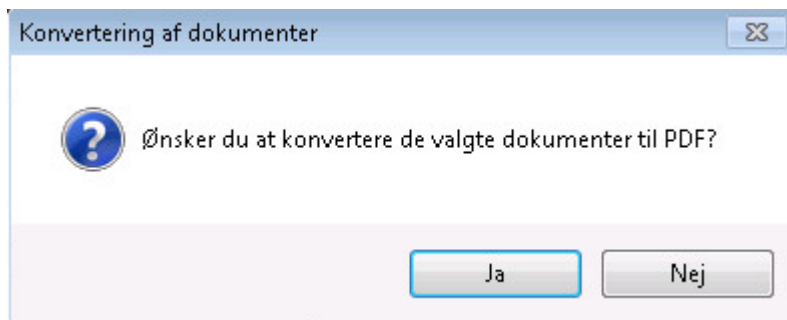 Konvertering af dokumenter
Ønsker du at konvertere de valgte dokumenter til PDF?
Ja
Nej